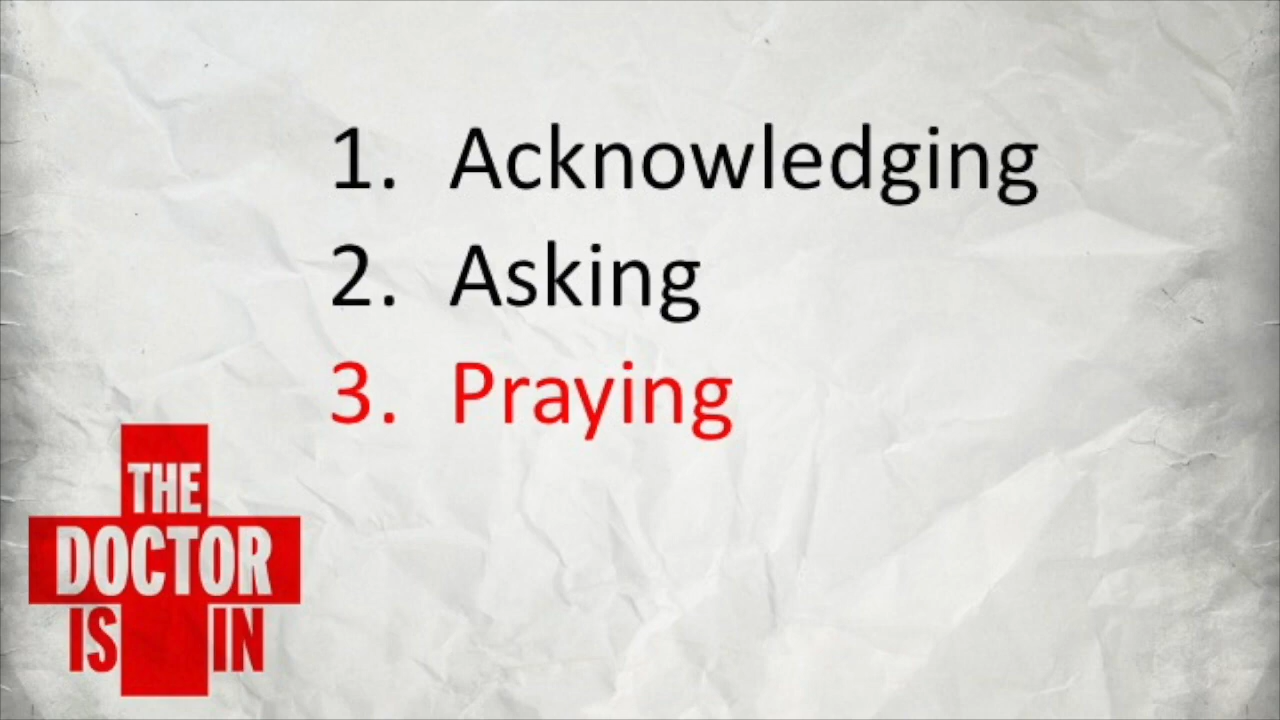 1. Acknowledging
2. Asking
3. Praying
THE
DOCTOR
IS IN